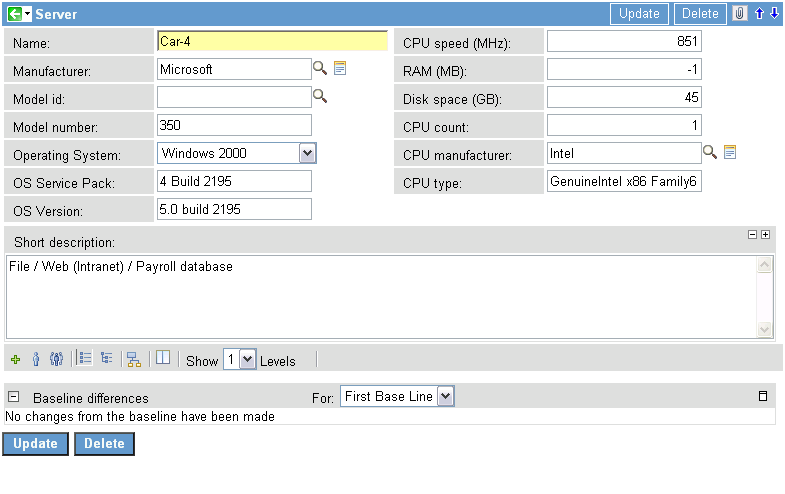 Server
Update Delete
Name: Car-4
Manufacturer: Microsoft
Model id:
Model number: 350
Operating System: Windows 2000
OS Service Pack: 4 Build 2195
OS Version: 5.0 build 2195
CPU speed (MHz): 851
RAM (MB): -1
Disk space (GB): 45
CPU count: 1
CPU manufacturer: Intel
CPU type: GenuineIntel x86 Family6
Short description:
File / Web (Intranet) / Payroll database
Show 1 Levels
Baseline differences For: First Base Line
No changes from the baseline have been made
Update Delete